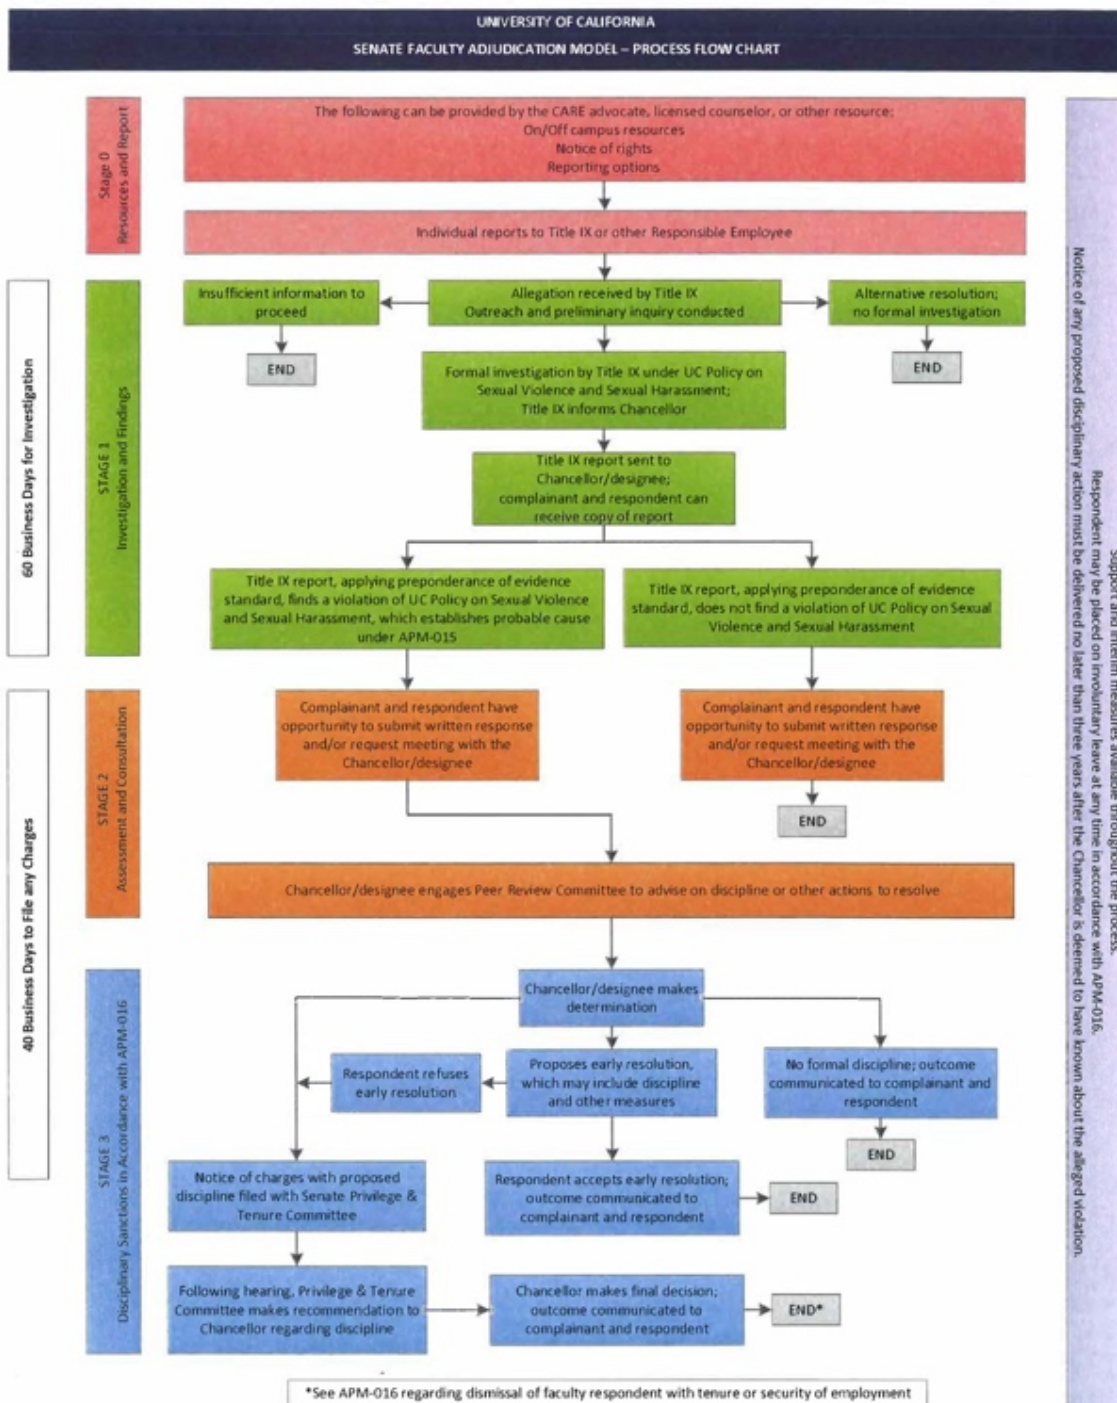 UNIVERSITY OF CALIFORNIA
SENATE FACULTY ADJUDICATION MODEL – PROCESS FLOW CHART
Stage 0
Resources and Report
The following can be provided by the CARE advocate, licensed counselor, or other resource:
On/Off campus resources
Notice of rights
Reporting options
Individual reports to Title IX or other Responsible Employee
60 Business Days for Investigation
STAGE 1
Investigation and Findings
Insufficient information to
proceed
Allegation received by Title IX
Outreach and preliminary inquiry conducted
Alternative resolution;
no formal investigation
END
END
Formal investigation by Title IX under UC Policy on
Sexual Violence and Sexual Harassment;
Title IX informs Chancellor
Title IX report sent to
Chancellor/designee;
complainant and respondent can
receive copy of report
Title IX report, applying preponderance of evidence
standard, finds a violation of UC Policy on Sexual Violence
and Sexual Harassment, which establishes probable cause
under APM-015
Title IX report, applying preponderance of evidence
standard, does not find a violation of UC Policy on Sexual
Violence and Sexual Harassment
40 Business Days to File any Charges
STAGE 2
Assessment and Consultation
Complainant and respondent have
opportunity to submit written response
and/or request meeting with the
Chancellor/designee
Complainant and respondent have
opportunity to submit written response
and/or request meeting with the
Chancellor/designee
END
Chancellor/designee engages Peer Review Committee to advise on discipline or other actions to resolve
STAGE 3
Disciplinary Sanctions in Accordance with APM-016
Chancellor/designee makes
determination
Respondent refuses
early resolution
Proposes early resolution,
which may include discipline
and other measures
No formal discipline; outcome
communicated to complainant and
respondent
END
Notice of charges with proposed
discipline filed with Senate Privilege &
Tenure Committee
Respondent accepts early resolution;
outcome communicated to
complainant and respondent
END
Following hearing, Privilege & Tenure
Committee makes recommendation to
Chancellor regarding discipline
Chancellor makes final decision;
outcome communicated to
complainant and respondent
END*
*See APM-016 regarding dismissal of faculty respondent with tenure or security of employment
Support and interim measures available throughout the process.
Respondent may be placed on involuntary leave at any time in accordance with APM-016.
Notice of any proposed disciplinary action must be delivered no later than three years after the Chancellor is deemed to have known about the alleged violation.